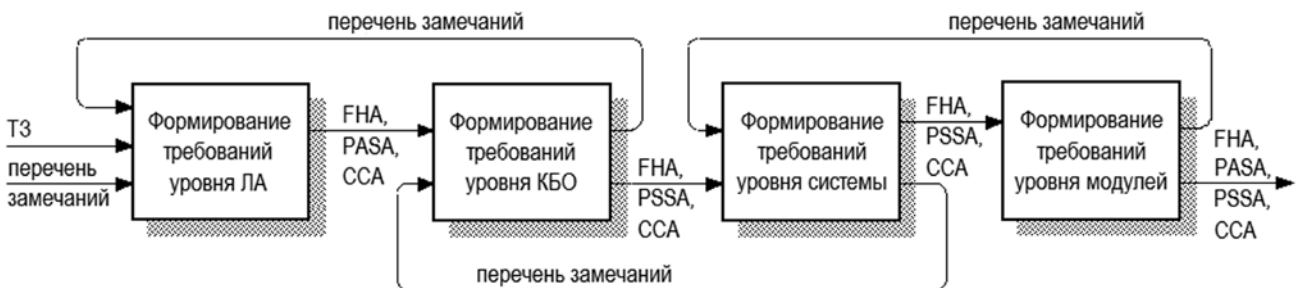 перечень замечаний
перечень замечаний
ТЗ
перечень
замечаний
Формирование
требований
уровня ЛА
FHA,
PASA,
CCA
Формирование
требований
уровня КБО
FHA,
PSSA,
CCA
Формирование
требований
уровня системы
FHA,
PSSA,
CCA
Формирование
требований
уровня модулей
FHA,
PASA,
PSSA,
CCA
перечень замечаний